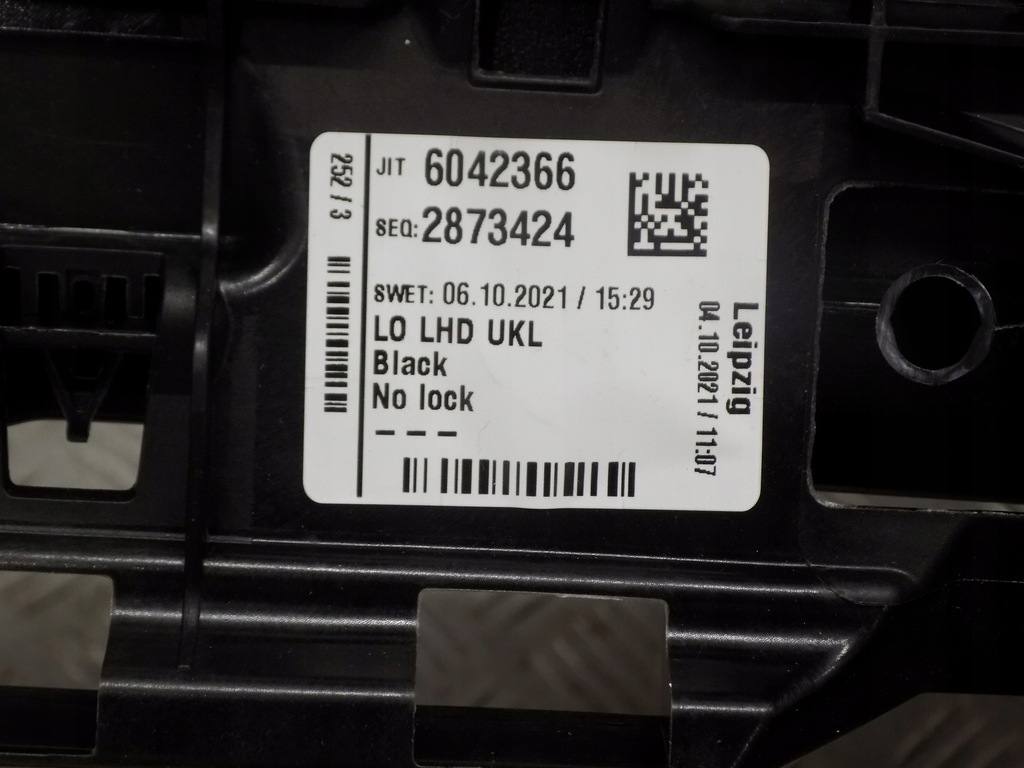 252 / 3
JIT 6042366
SEQ: 2873424
SWET: 06.10.2021 / 15:29
LO LHD UKL
Black
No lock
– – –
Leipzig
04.10.2021 / 11:07